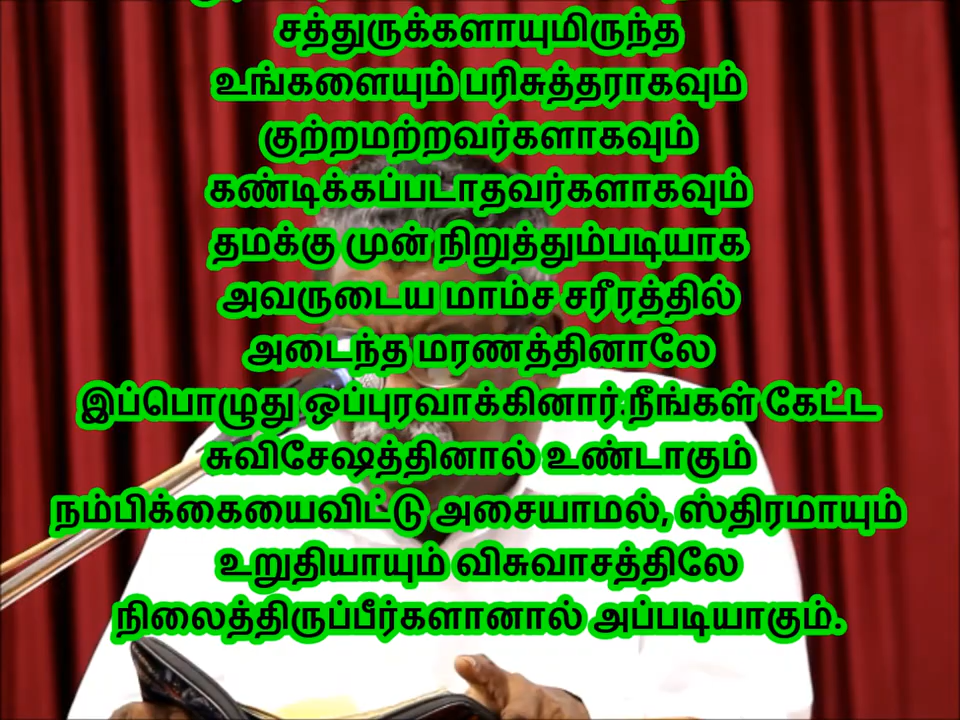 சத்துருக்களாயுமிருந்த
உங்களையும் பரிசுத்தராகவும்
குற்றமற்றவர்களாகவும்
கண்டிக்கப்படாதவர்களாகவும்
தமக்கு முன் நிறுத்தும்படியாக
அவருடைய மாம்ச சரீரத்தில்
அடைந்த மரணத்தினாலே
இப்பொழுது ஒப்புரவாக்கினார்.நீங்கள் கேட்ட
சுவிசேஷத்தினால் உண்டாகும்
நம்பிக்கையைவிட்டு அசையாமல், ஸ்திரமாயும்
உறுதியாயும் விசுவாசத்திலே
நிலைத்திருப்பீர்களானால் அப்படியாகும்.